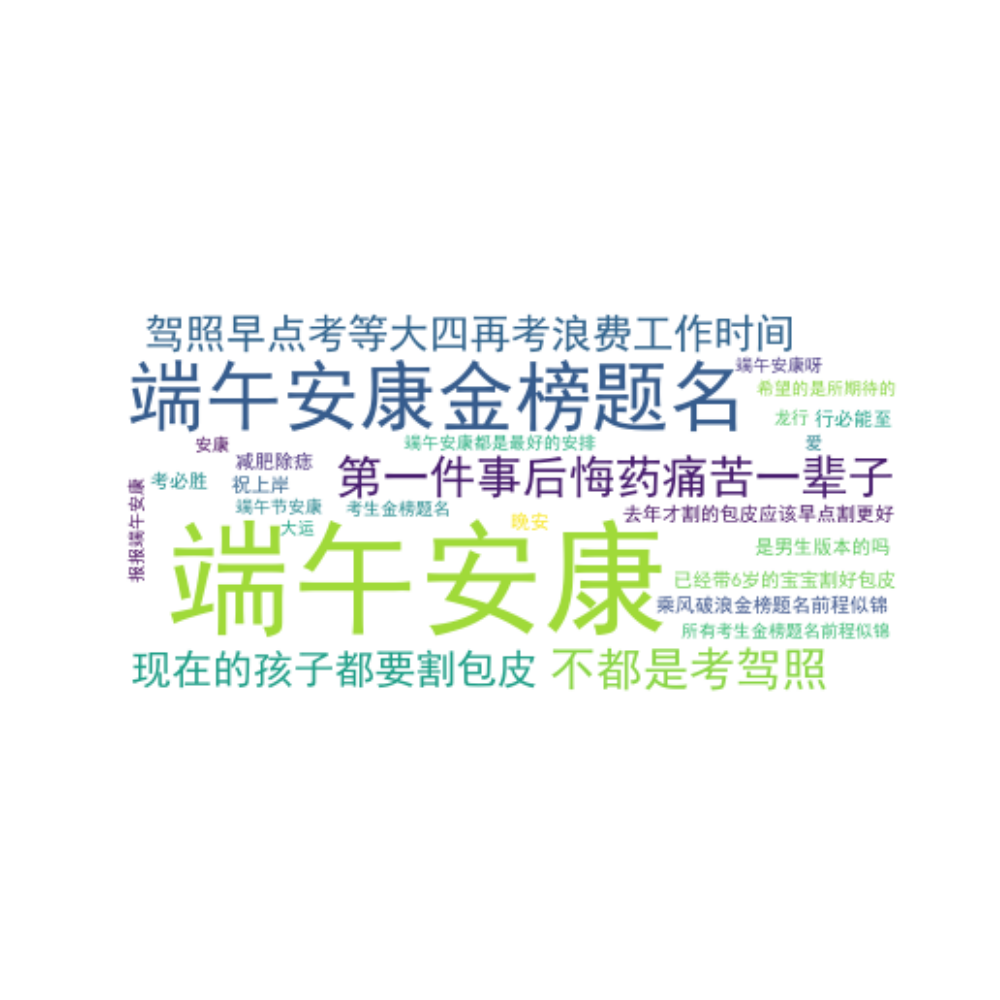 驾照早点考等大四再考浪费工作时间
端午安康金榜题名
端午安康呀
希望的是所期待的
龙行
行必能至
安康
端午安康都是最好的安排
爱
减肥除痣
第一件事后悔药痛苦一辈子
考必胜
祝上岸
报报端午安康
端午节安康
考生金榜题名
晚安
去年才割的包皮应该早点割更好
大运
端午安康
是男生版本的吗
已经带6岁的宝宝割好包皮
乘风破浪金榜题名前程似锦
所有考生金榜题名前程似锦
现在的孩子都要割包皮
不都是考驾照